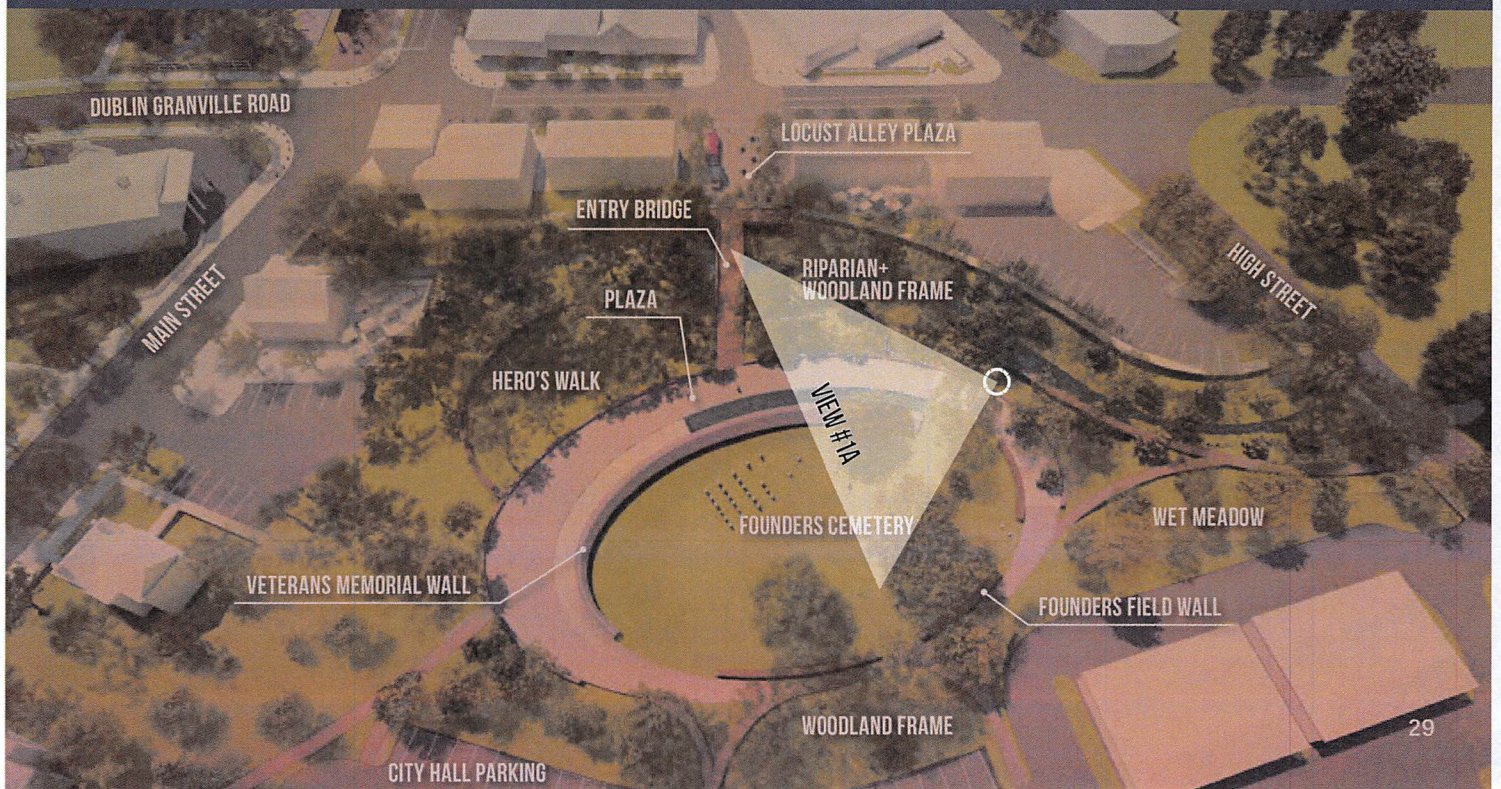 DUBLIN GRANVILLE ROAD
LOCUST ALLEY PLAZA
ENTRY BRIDGE
RIPARIAN+
WOODLAND FRAME
HIGH STREET
MAIN STREET
PLAZA
HERO'S WALK
VIEW #1A
FOUNDERS CEMETERY
WET MEADOW
VETERANS MEMORIAL WALL
FOUNDERS FIELD WALL
WOODLAND FRAME
29
CITY HALL PARKING